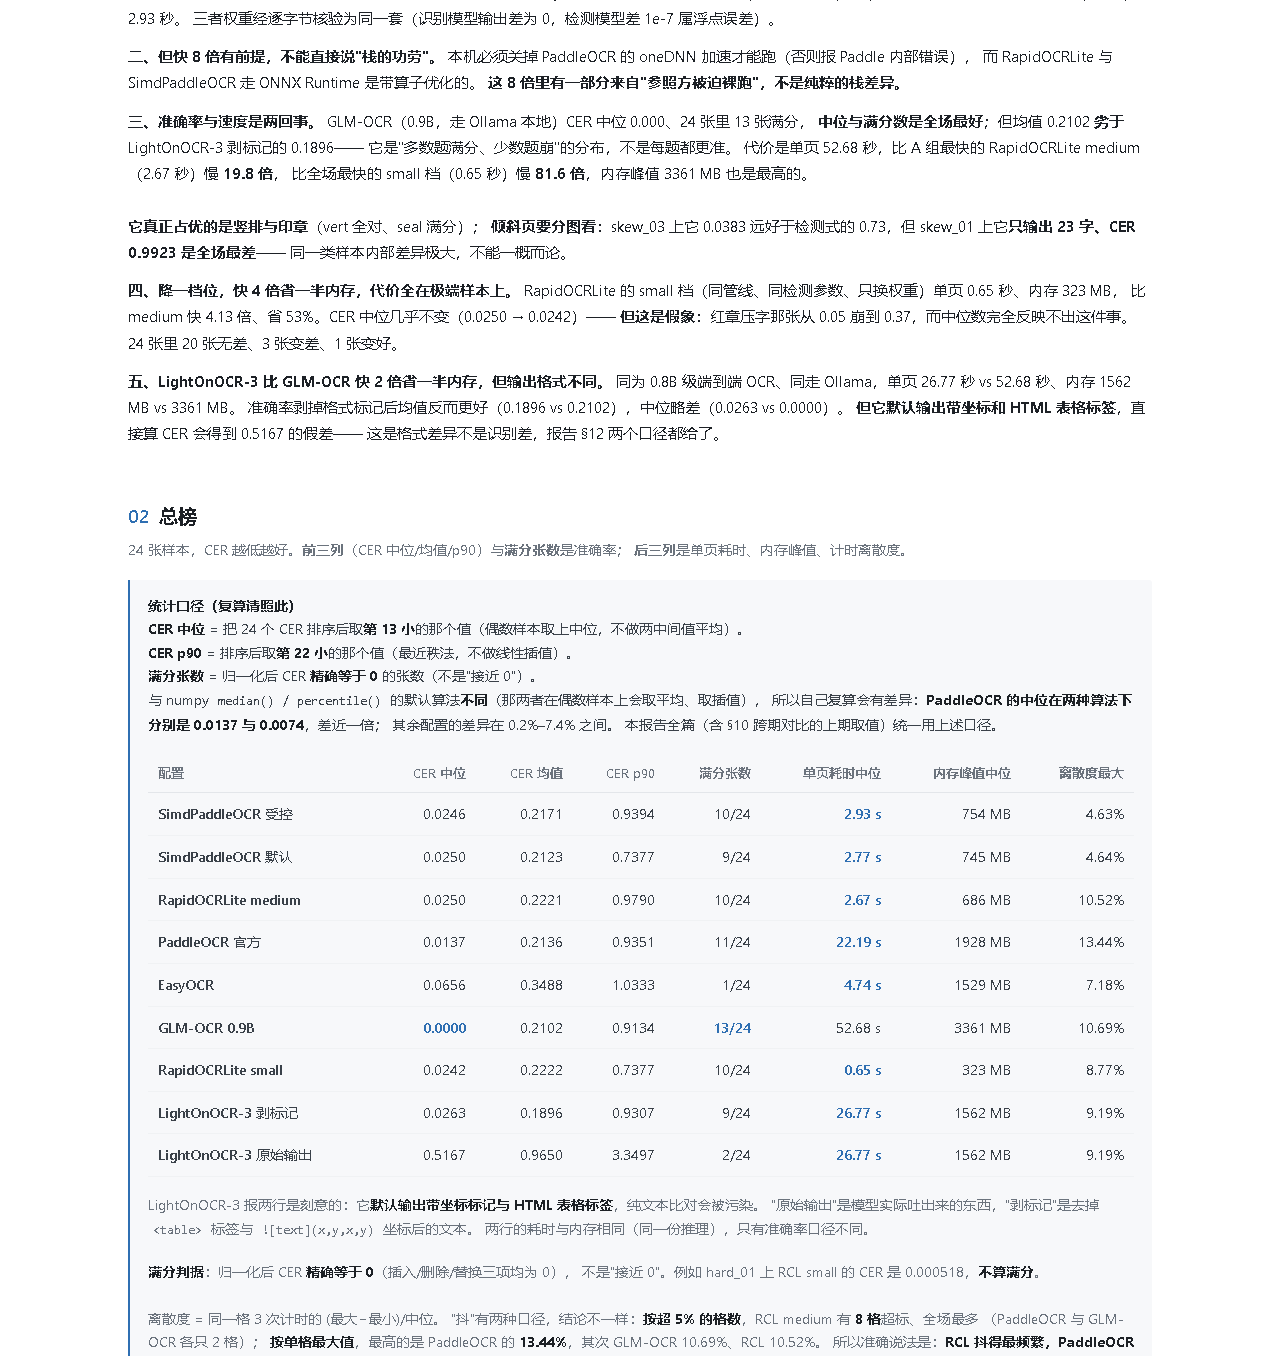 2.93 秒。 三者权重经逐字节核验为同一套（识别模型输出差为 0，检测模型差 1e-7 属浮点误差）。
二、但快 8 倍有前提，不能直接说"栈的功劳"。 本机必须关掉 PaddleOCR 的 oneDNN 加速才能跑（否则报 Paddle 内部错误）， 而 RapidOCRLite 与
SimdPaddleOCR 走 ONNX Runtime 是带算子优化的。 这 8 倍里有一部分来自"参照方被迫裸跑"，不是纯粹的栈差异。
三、准确率与速度是两回事。 GLM-OCR（0.9B，走 Ollama 本地）CER 中位 0.000、24 张里 13 张满分， 中位与满分数是全场最好；但均值 0.2102 劣于
LightOnOCR-3 剥标记的 0.1896—— 它是"多数题满分、少数题崩"的分布，不是每题都更准。 代价是单页 52.68 秒，比 A 组最快的 RapidOCRLite medium
（2.67 秒）慢 19.8 倍， 比全场最快的 small 档（0.65 秒）慢 81.6 倍，内存峰值 3361 MB 也是最高的。
它真正占优的是竖排与印章（vert 全对、seal 满分）； 倾斜页要分图看：skew_03 上它 0.0383 远好于检测式的 0.73，但 skew_01 上它只输出 23 字、CER
0.9923 是全场最差—— 同一类样本内部差异极大，不能一概而论。
四、降一档位，快 4 倍省一半内存，代价全在极端样本上。 RapidOCRLite 的 small 档（同管线、同检测参数、只换权重）单页 0.65 秒、内存 323 MB， 比
medium 快 4.13 倍、省 53%。CER 中位几乎不变（0.0250 → 0.0242）—— 但这是假象：红章压字那张从 0.05 崩到 0.37，而中位数完全反映不出这件事。
24 张里 20 张无差、3 张变差、1 张变好。
五、LightOnOCR-3 比 GLM-OCR 快 2 倍省一半内存，但输出格式不同。 同为 0.8B 级端到端 OCR、同走 Ollama，单页 26.77 秒 vs 52.68 秒、内存 1562
MB vs 3361 MB。 准确率剥掉格式标记后均值反而更好（0.1896 vs 0.2102），中位略差（0.0263 vs 0.0000）。 但它默认输出带坐标和 HTML 表格标签，直
接算 CER 会得到 0.5167 的假差—— 这是格式差异不是识别差，报告 §12 两个口径都给了。
02 总榜
24 张样本，CER 越低越好。前三列（CER 中位/均值/p90）与满分张数是准确率； 后三列是单页耗时、内存峰值、计时离散度。
统计口径（复算请照此）
CER 中位 = 把 24 个 CER 排序后取第 13 小的那个值（偶数样本取上中位，不做两中间值平均）。
CER p90 = 排序后取第 22 小的那个值（最近秩法，不做线性插值）。
满分张数 = 归一化后 CER 精确等于 0 的张数（不是"接近 0"）。
与 numpy median() / percentile() 的默认算法不同（那两者在偶数样本上会取平均、取插值）， 所以自己复算会有差异：PaddleOCR 的中位在两种算法下
分别是 0.0137 与 0.0074，差近一倍； 其余配置的差异在 0.2%–7.4% 之间。 本报告全篇（含 §10 跨期对比的上期取值）统一用上述口径。
配置 CER 中位 CER 均值 CER p90 满分张数 单页耗时中位 内存峰值中位 离散度最大
SimdPaddleOCR 受控 0.0246 0.2171 0.9394 10/24 2.93 s 754 MB 4.63%
SimdPaddleOCR 默认 0.0250 0.2123 0.7377 9/24 2.77 s 745 MB 4.64%
RapidOCRLite medium 0.0250 0.2221 0.9790 10/24 2.67 s 686 MB 10.52%
PaddleOCR 官方 0.0137 0.2136 0.9351 11/24 22.19 s 1928 MB 13.44%
EasyOCR 0.0656 0.3488 1.0333 1/24 4.74 s 1529 MB 7.18%
GLM-OCR 0.9B 0.0000 0.2102 0.9134 13/24 52.68 s 3361 MB 10.69%
RapidOCRLite small 0.0242 0.2222 0.7377 10/24 0.65 s 323 MB 8.77%
LightOnOCR-3 剥标记 0.0263 0.1896 0.9307 9/24 26.77 s 1562 MB 9.19%
LightOnOCR-3 原始输出 0.5167 0.9650 3.3497 2/24 26.77 s 1562 MB 9.19%
LightOnOCR-3 报两行是刻意的：它默认输出带坐标标记与 HTML 表格标签，纯文本比对会被污染。 "原始输出"是模型实际吐出来的东西，"剥标记"是去掉
<table> 标签与 ![text](x,y,x,y) 坐标后的文本。 两行的耗时与内存相同（同一份推理），只有准确率口径不同。
满分判据：归一化后 CER 精确等于 0（插入/删除/替换三项均为 0）， 不是"接近 0"。例如 hard_01 上 RCL small 的 CER 是 0.000518，不算满分。
离散度 = 同一格 3 次计时的 (最大−最小)/中位。 "抖"有两种口径，结论不一样：按超 5% 的格数，RCL medium 有 8 格超标、全场最多 （PaddleOCR 与 GLM-
OCR 各只 2 格）； 按单格最大值，最高的是 PaddleOCR 的 13.44%，其次 GLM-OCR 10.69%、RCL 10.52%。 所以准确说法是：RCL 抖得最频繁，PaddleOCR